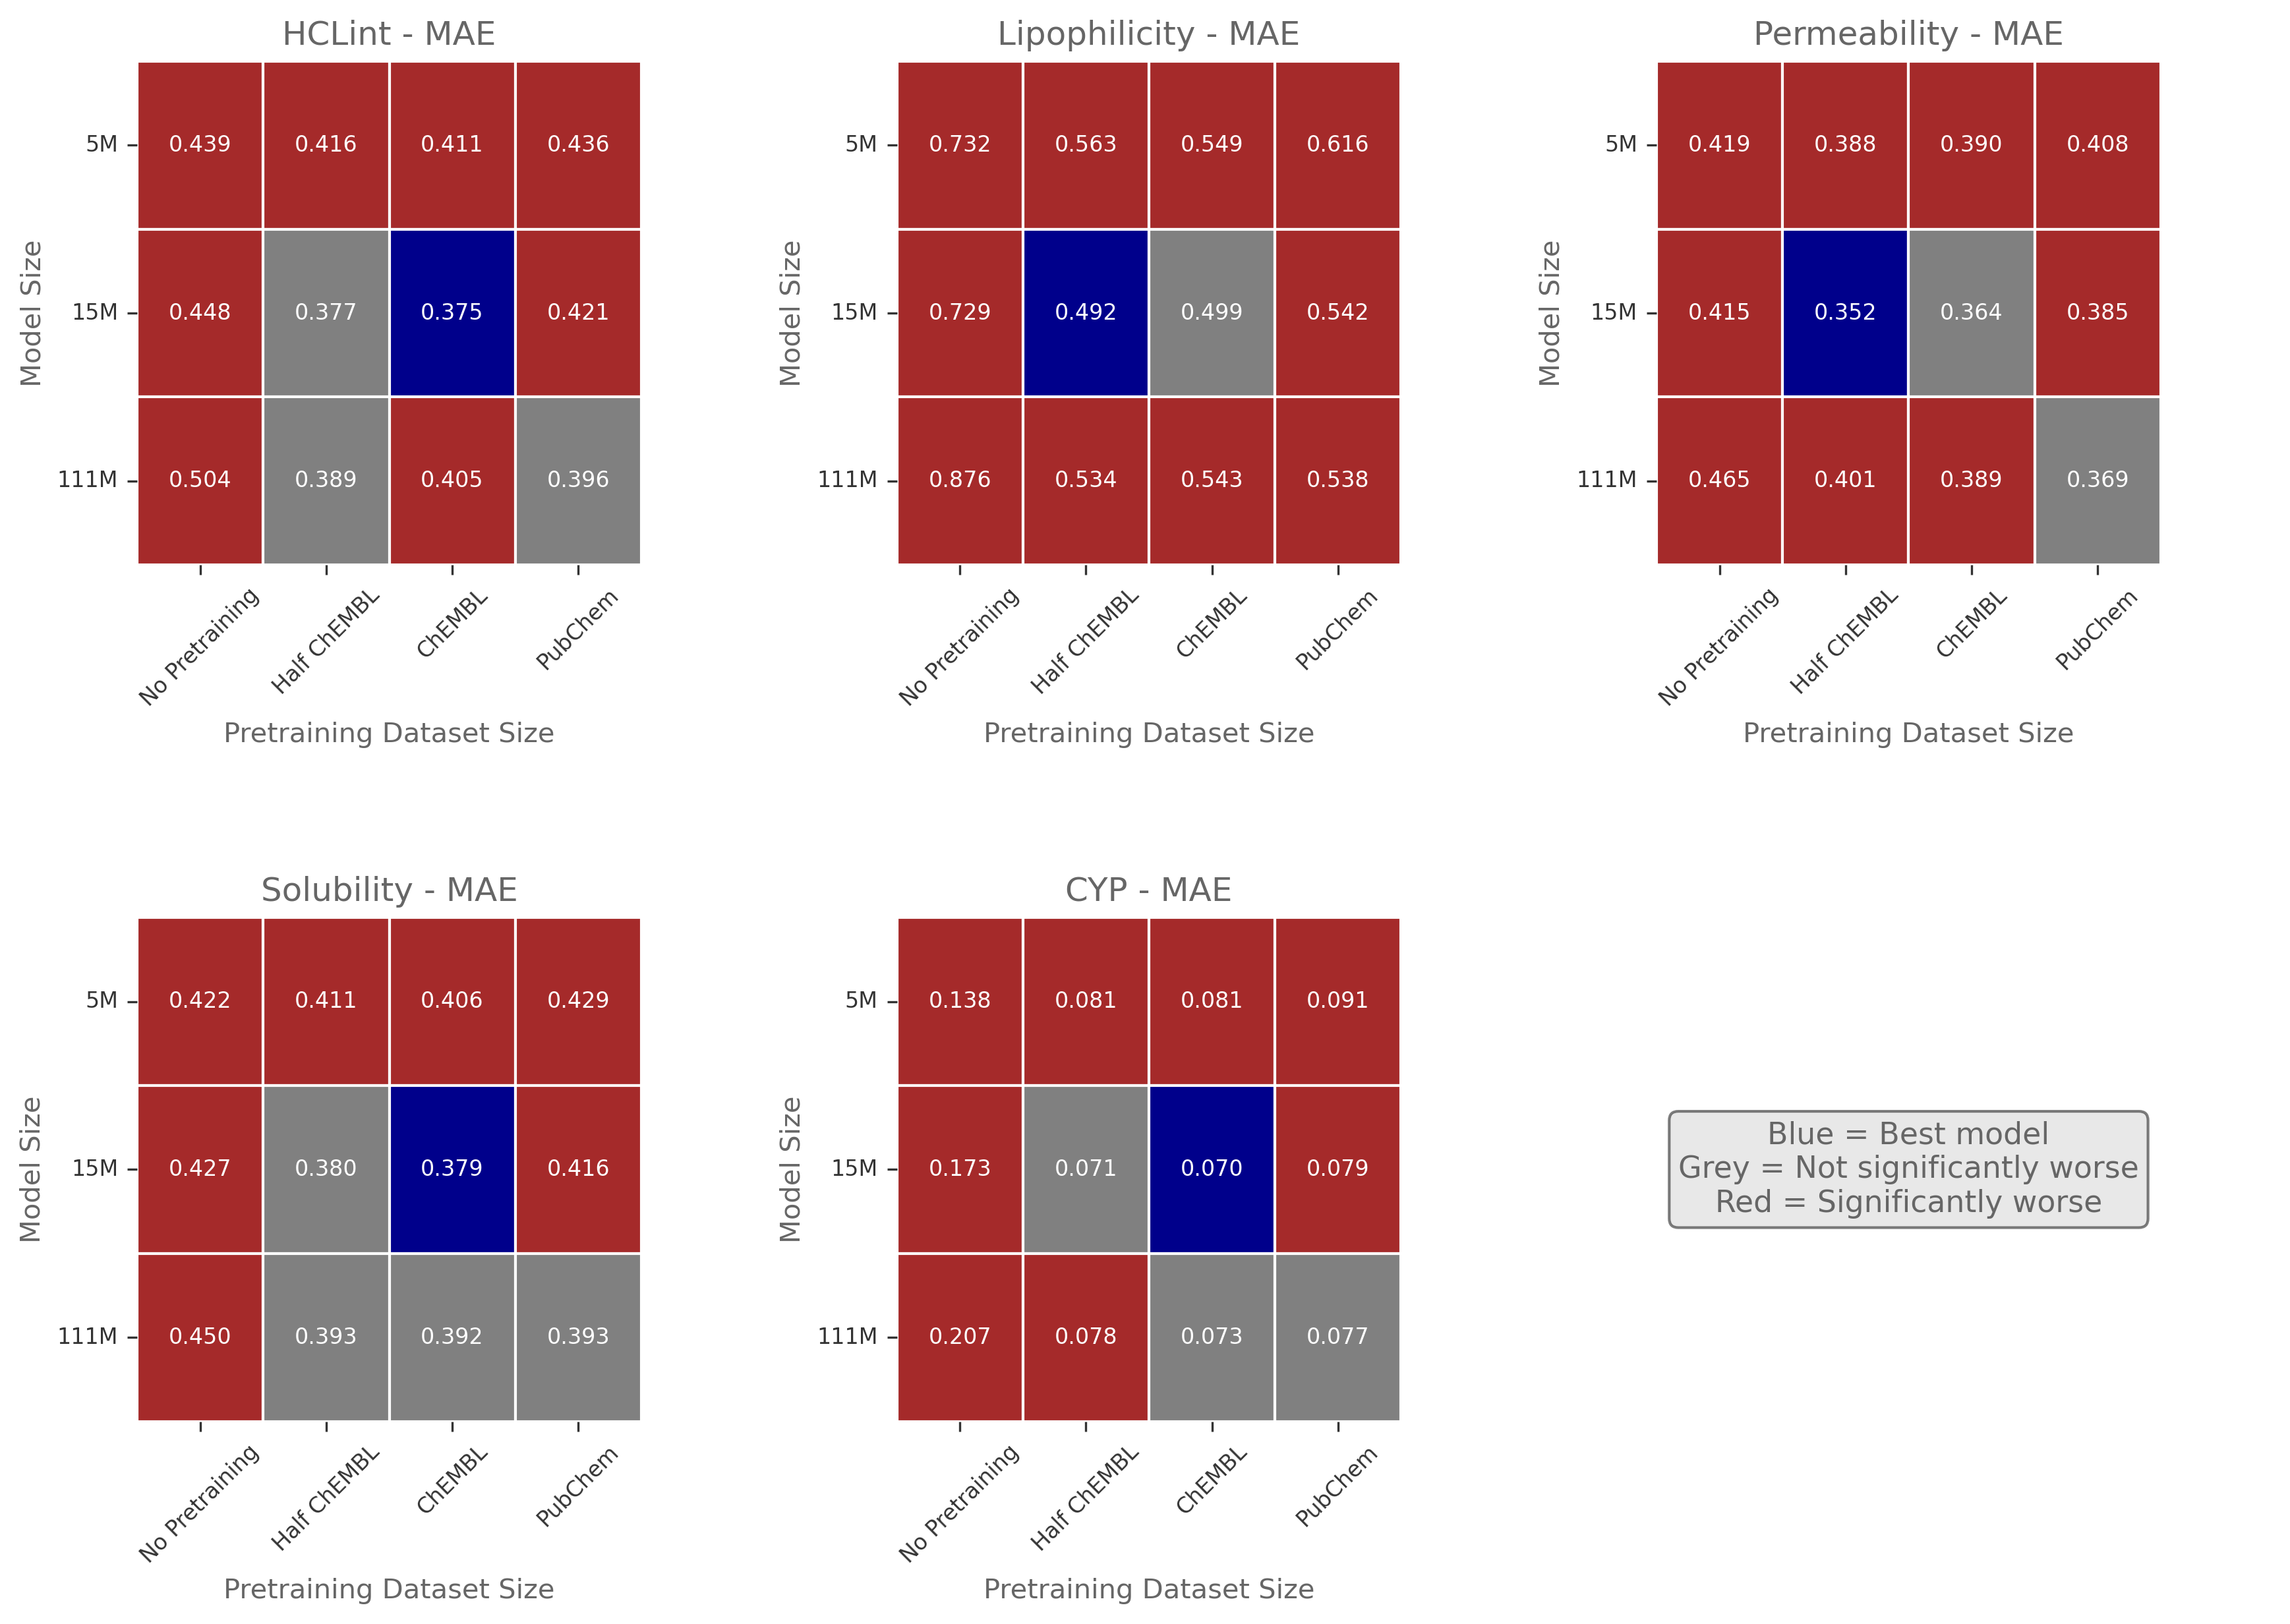 HCLint - MAE
Model Size
5M 0.439 0.416 0.411 0.436
15M 0.448 0.377 0.375 0.421
111M 0.504 0.389 0.405 0.396
No Pretraining
Half ChEMBL
ChEMBL
PubChem
Pretraining Dataset Size
Lipophilicity - MAE
Model Size
5M 0.732 0.563 0.549 0.616
15M 0.729 0.492 0.499 0.542
111M 0.876 0.534 0.543 0.538
No Pretraining
Half ChEMBL
ChEMBL
PubChem
Pretraining Dataset Size
Permeability - MAE
Model Size
5M 0.419 0.388 0.390 0.408
15M 0.415 0.352 0.364 0.385
111M 0.465 0.401 0.389 0.369
No Pretraining
Half ChEMBL
ChEMBL
PubChem
Pretraining Dataset Size
Solubility - MAE
Model Size
5M 0.422 0.411 0.406 0.429
15M 0.427 0.380 0.379 0.416
111M 0.450 0.393 0.392 0.393
No Pretraining
Half ChEMBL
ChEMBL
PubChem
Pretraining Dataset Size
CYP - MAE
Model Size
5M 0.138 0.081 0.081 0.091
15M 0.173 0.071 0.070 0.079
111M 0.207 0.078 0.073 0.077
No Pretraining
Half ChEMBL
ChEMBL
PubChem
Pretraining Dataset Size
Blue = Best model
Grey = Not significantly worse
Red = Significantly worse